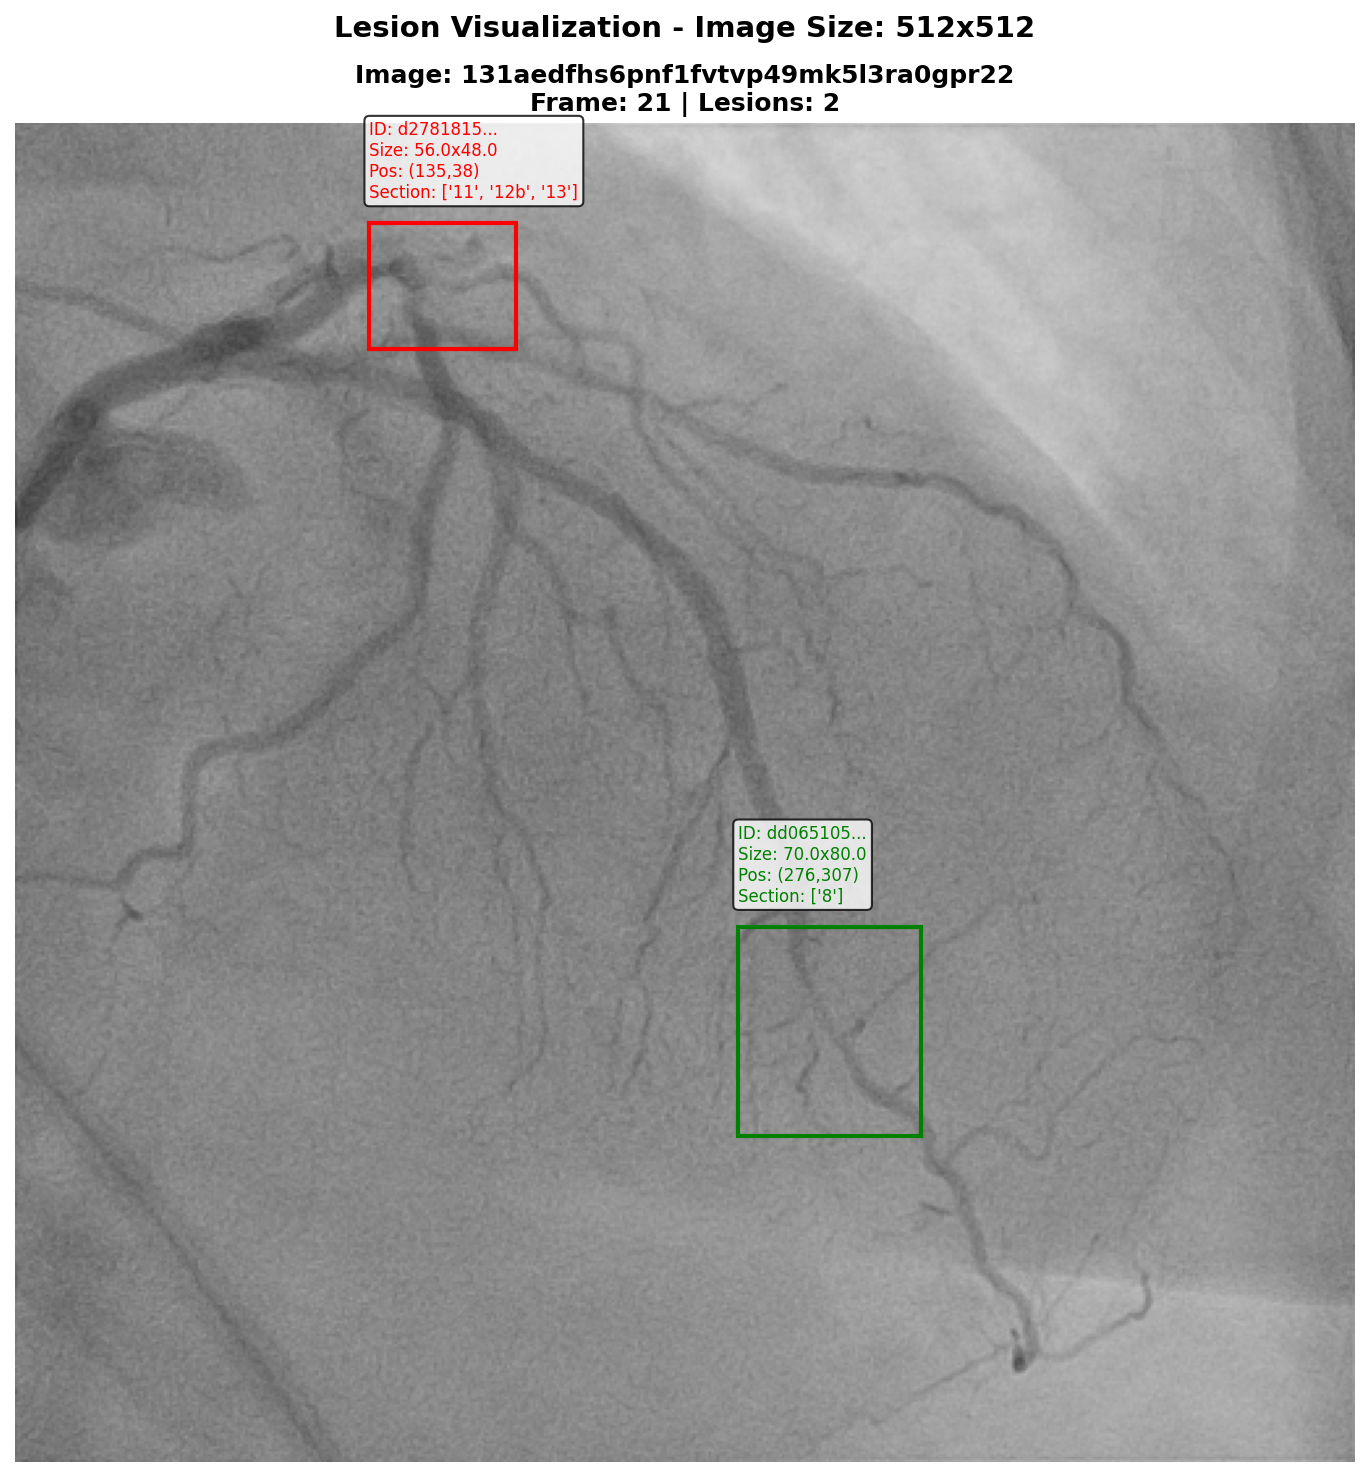 Lesion Visualization - Image Size: 512x512
Image: 131aedfhs6pnf1fvtvp49mk5l3ra0gpr22
Frame: 21 | Lesions: 2
ID: d2781815...
Size: 56.0x48.0
Pos: (135,38)
Section: ['11', '12b', '13']
ID: dd065105...
Size: 70.0x80.0
Pos: (276,307)
Section: ['8']